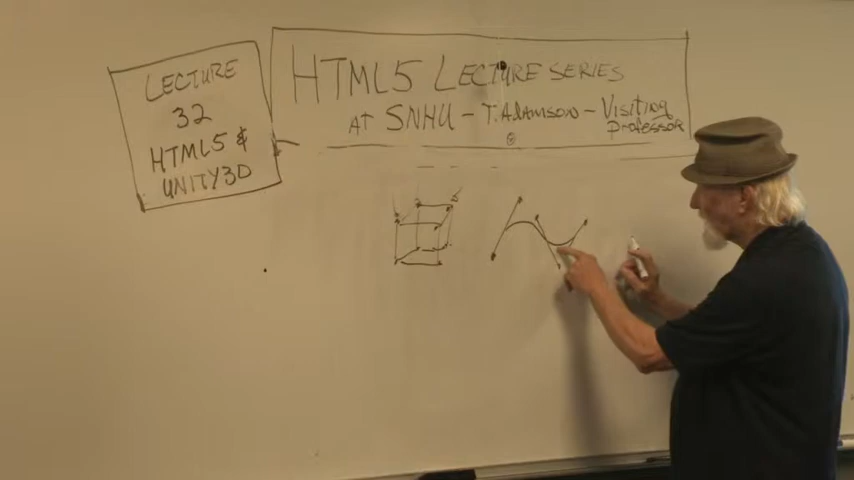 LECTURE
32
HTML5 &
UNITY3D
HTML5 LECTURE SERIES
AT SNHU - T. Adamson - Visiting
Professor